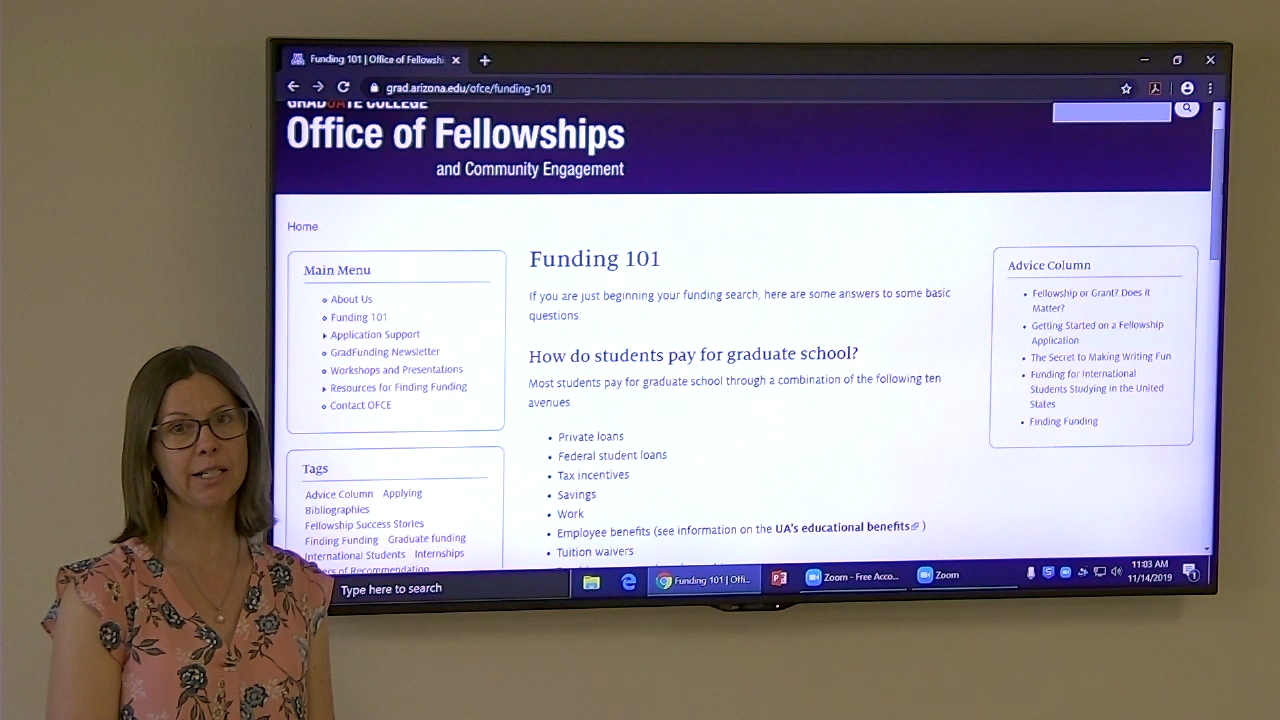 Funding 101 | Office of Fellowshi
grad.arizona.edu/ofce/funding-101
GRADUATE COLLEGE
Office of Fellowships
and Community Engagement
Home
Main Menu
About Us
Funding 101
Application Support
GradFunding Newsletter
Workshops and Presentations
Resources for Finding Funding
Contact OFCE
Tags
Advice Column Applying
Bibliographies
Fellowship Success Stories
Finding Funding Graduate funding
International Students Internships
of Recommendation
Funding 101
If you are just beginning your funding search, here are some answers to some basic
questions:
How do students pay for graduate school?
Most students pay for graduate school through a combination of the following ten
avenues
Private loans
Federal student loans
Tax incentives
Savings
Work
Employee benefits (see information on the UA's educational benefits )
Tuition waivers
Advice Column
Fellowship or Grant? Does it
Matter?
Getting Started on a Fellowship
Application
The Secret to Making Writing Fun
Funding for International
Students Studying in the United
States
Finding Funding
Type here to search
Funding 101 | Offi...
Zoom - Free Acco...
Zoom
11:03 AM
11/14/2019
1